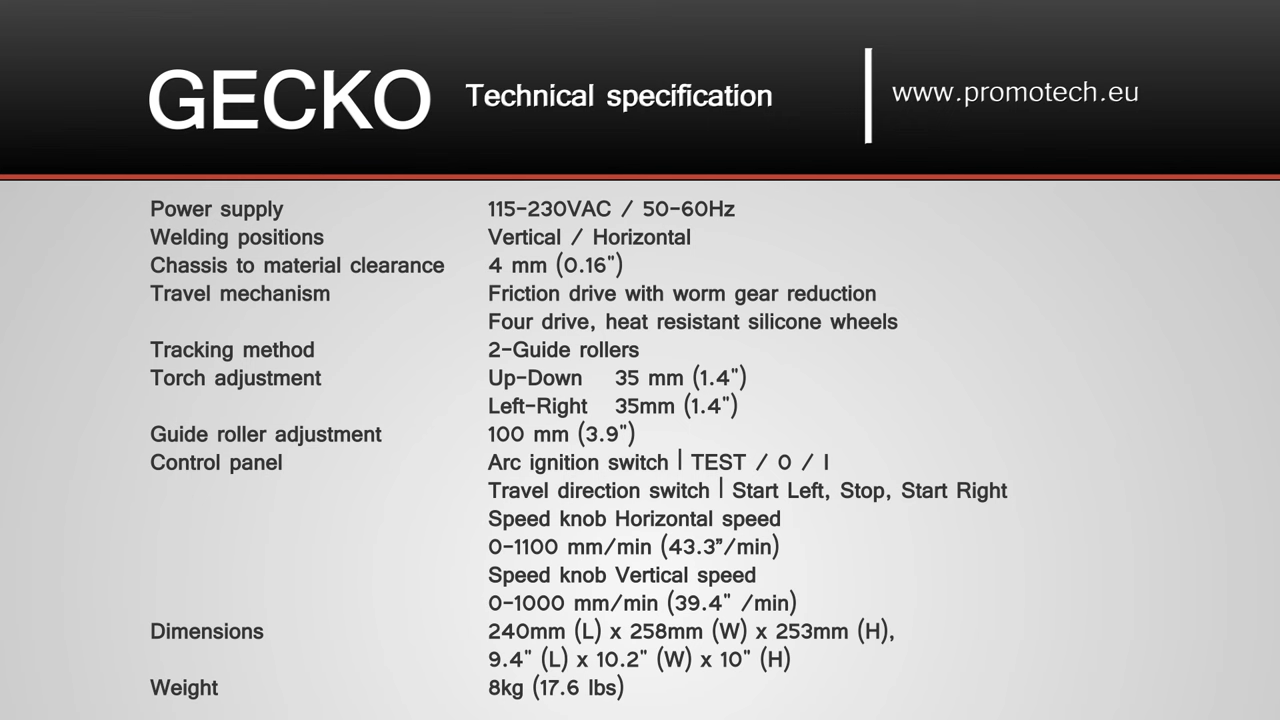 GECKO Technical specification | www.promotech.eu
Power supply 115-230VAC / 50-60Hz
Welding positions Vertical / Horizontal
Chassis to material clearance 4 mm (0.16")
Travel mechanism Friction drive with worm gear reduction
Four drive, heat resistant silicone wheels
Tracking method 2-Guide rollers
Torch adjustment Up-Down 35 mm (1.4")
Left-Right 35mm (1.4")
Guide roller adjustment 100 mm (3.9")
Control panel Arc ignition switch | TEST / 0 / I
Travel direction switch | Start Left, Stop, Start Right
Speed knob Horizontal speed
0-1100 mm/min (43.3”/min)
Speed knob Vertical speed
0-1000 mm/min (39.4" /min)
Dimensions 240mm (L) x 258mm (W) x 253mm (H),
9.4" (L) x 10.2" (W) x 10" (H)
Weight 8kg (17.6 lbs)